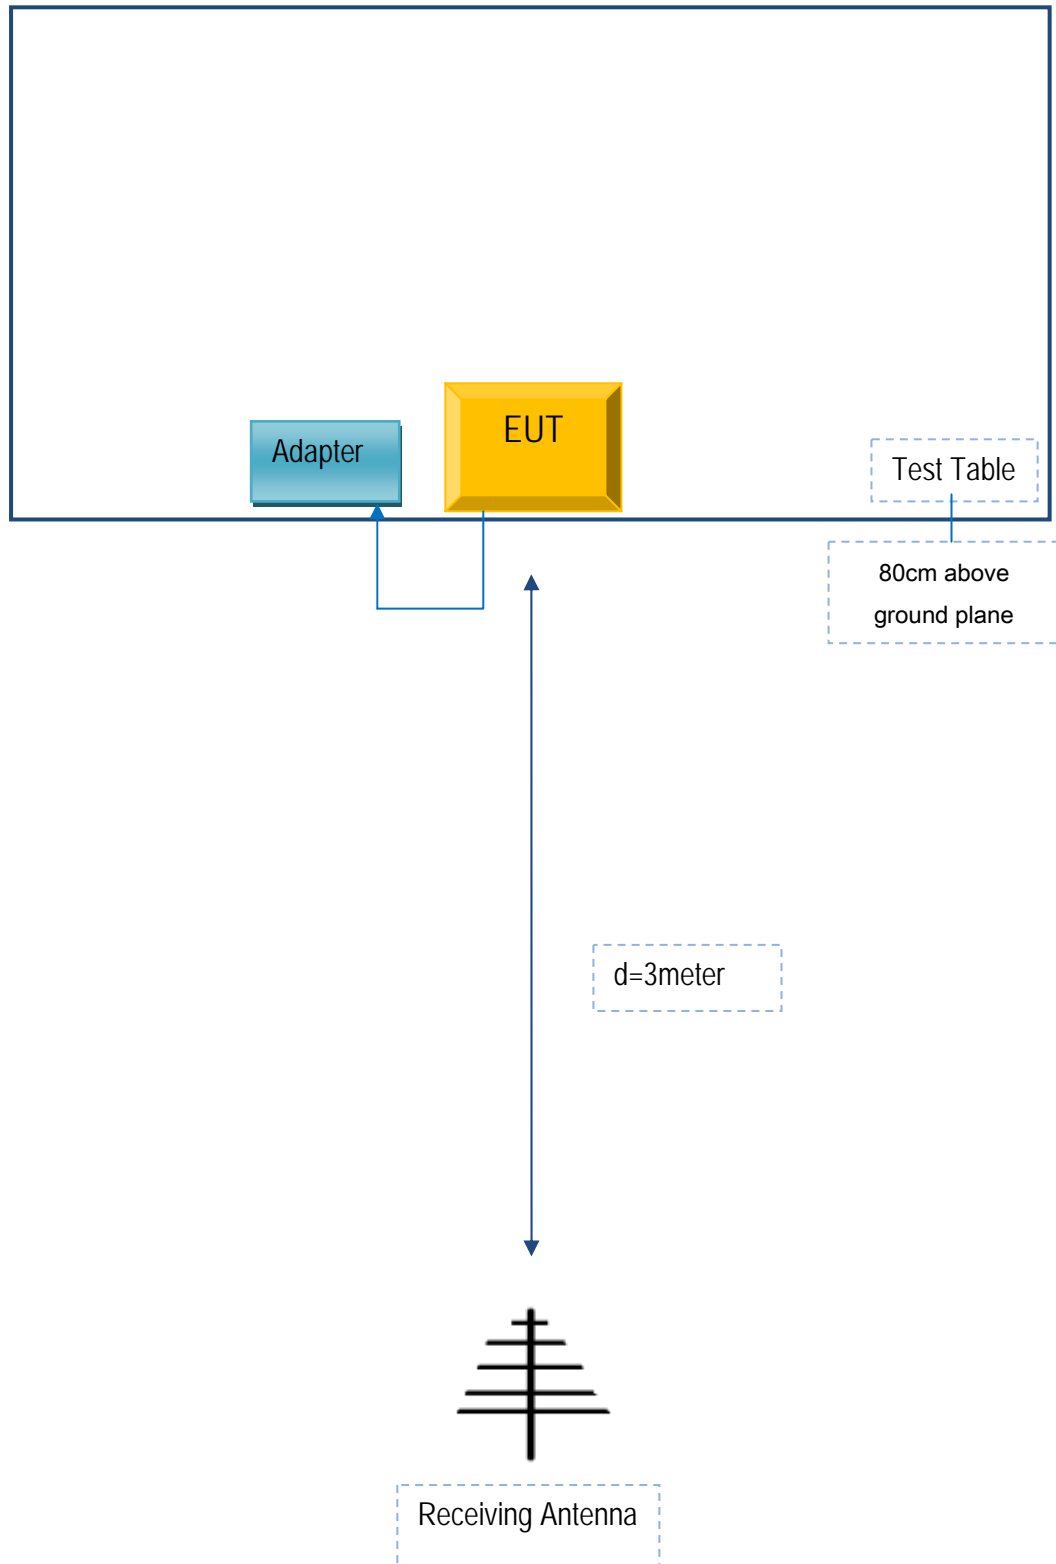 EUT
Adapter
Test Table
80cm above
ground plane
d=3meter
Receiving Antenna